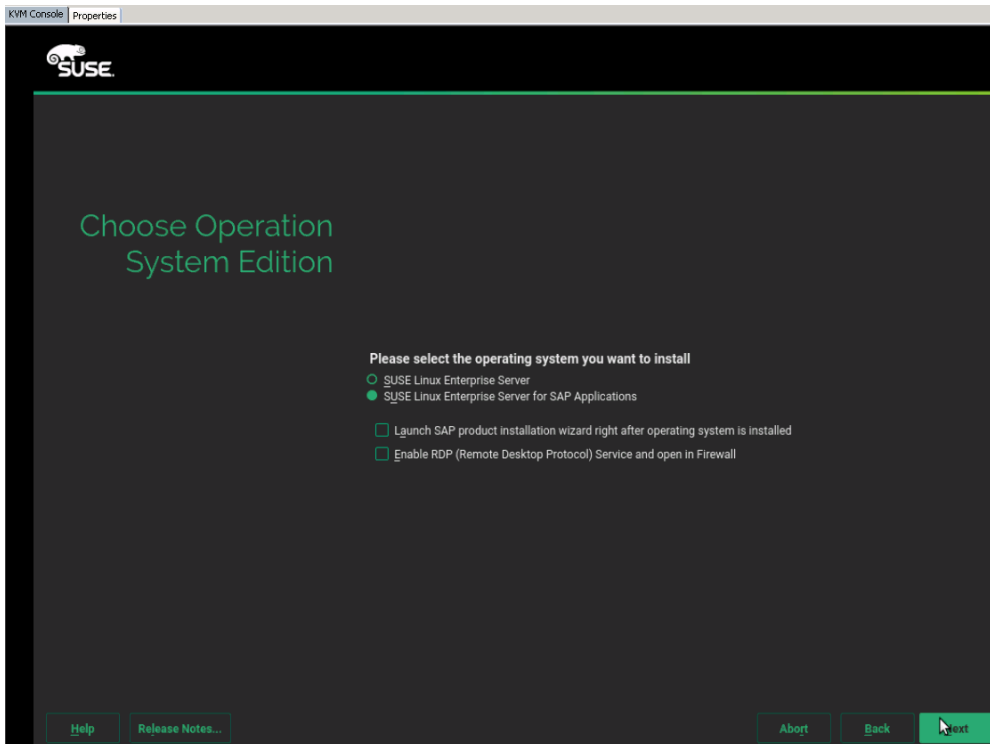 KVM Console Properties
SUSE.
Choose Operation
System Edition
Please select the operating system you want to install
SUSE Linux Enterprise Server
SUSE Linux Enterprise Server for SAP Applications
Launch SAP product installation wizard right after operating system is installed
Enable RDP (Remote Desktop Protocol) Service and open in Firewall
Help Release Notes... Abort Back Next